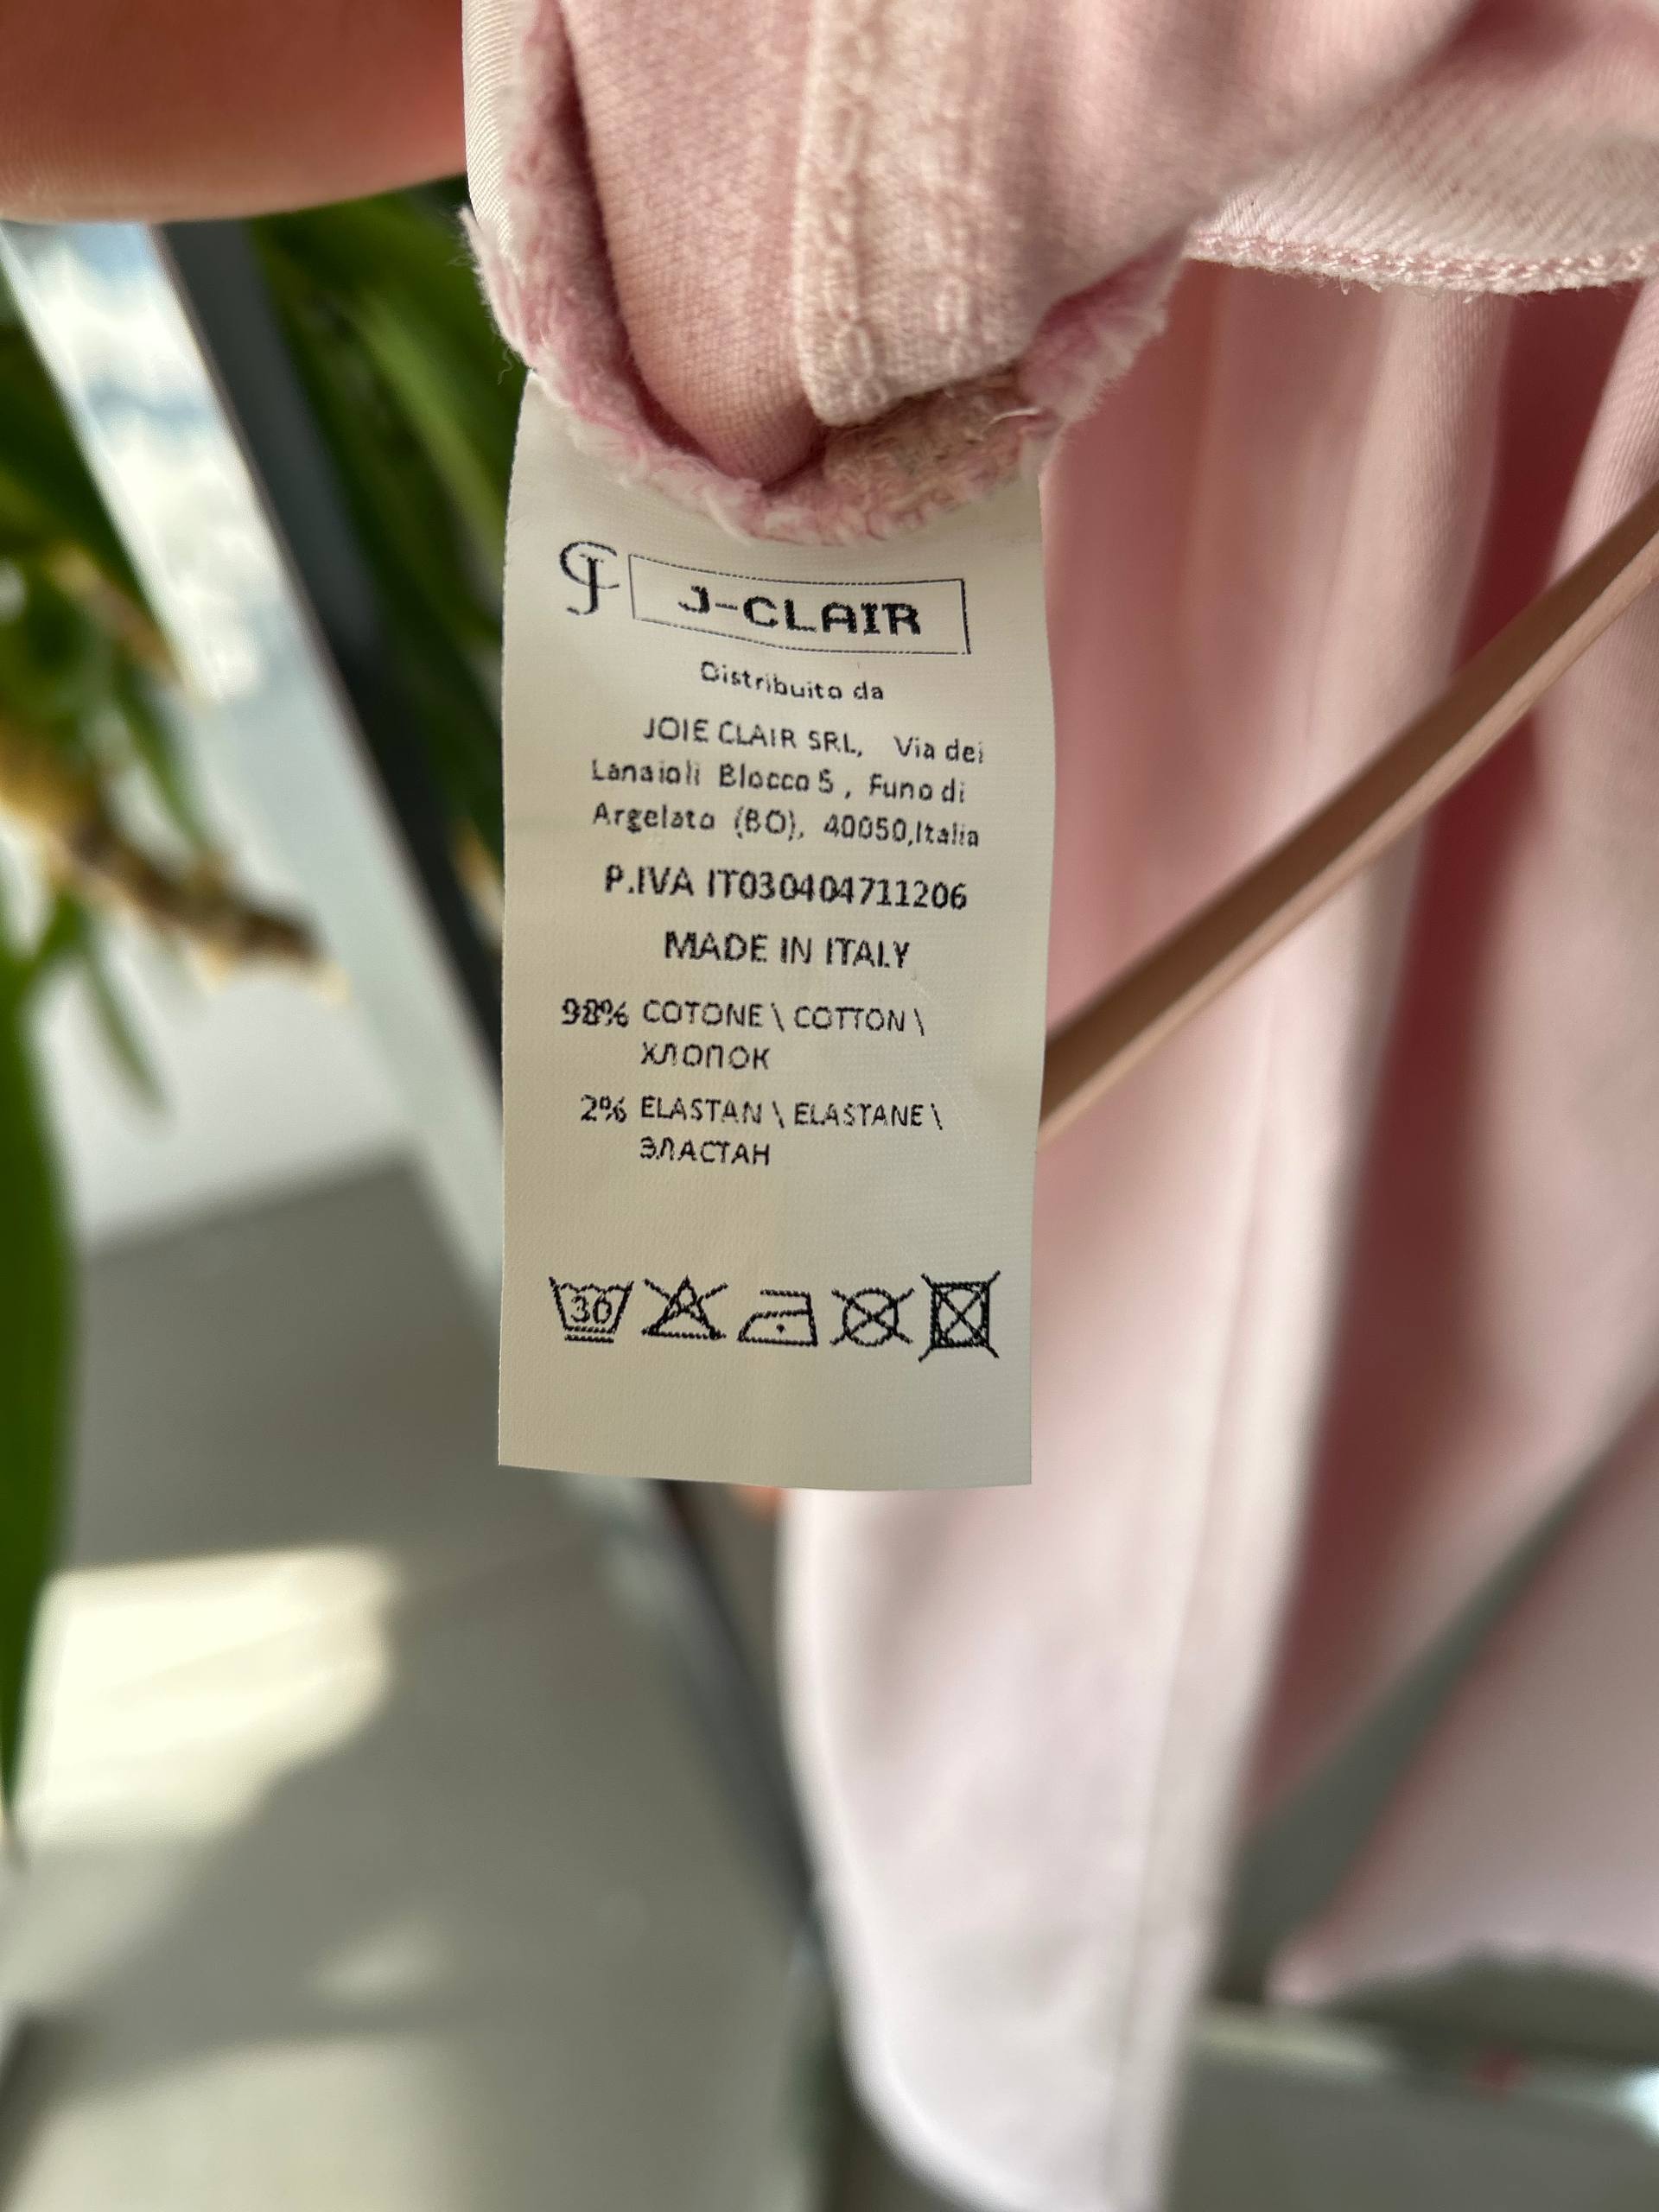 J-CLAIR
Distribuito da
JOIE CLAIR SRL, Via dei
Lanaioli Blocco 5 , Funo di
Argelato (BO), 40050,Italia
P.IVA IT030404711206
MADE IN ITALY
98% COTONE \ COTTON \
ХЛОПОК
2% ELASTAN \ ELASTANE \
ЭЛАСТАН
30